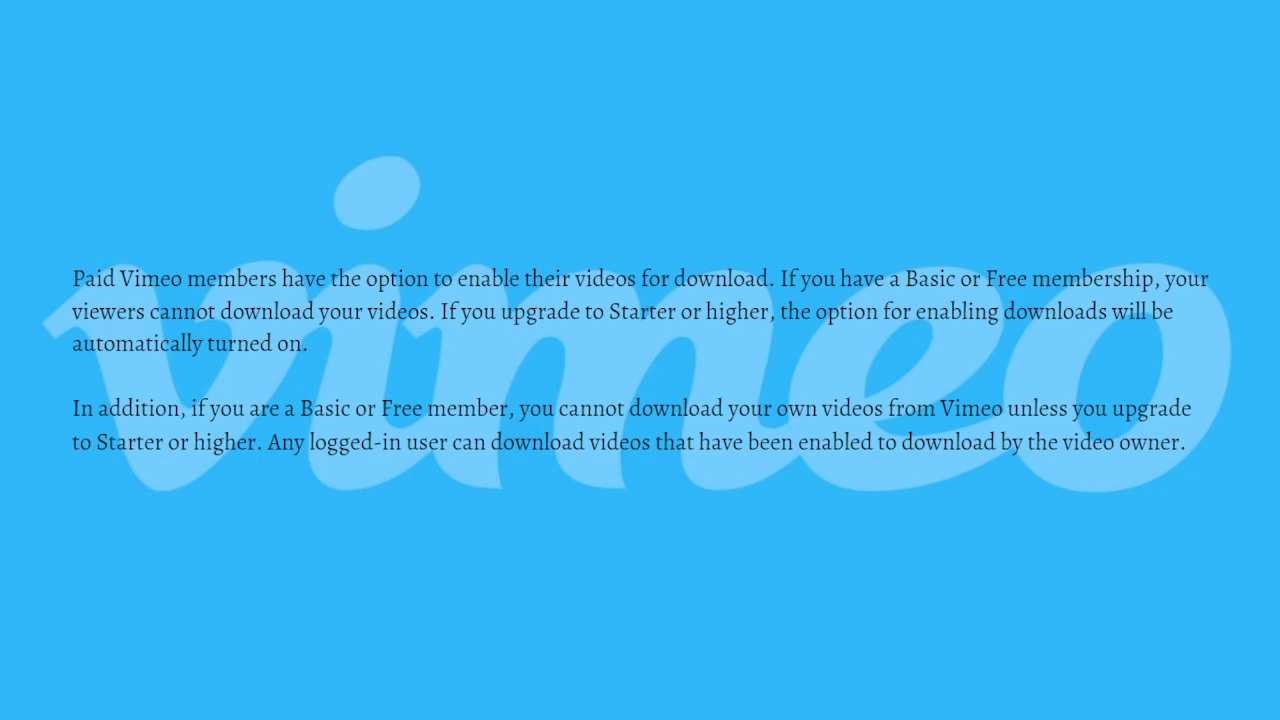 vimeo
Paid Vimeo members have the option to enable their videos for download. If you have a Basic or Free membership, your
viewers cannot download your videos. If you upgrade to Starter or higher, the option for enabling downloads will be
automatically turned on.
In addition, if you are a Basic or Free member, you cannot download your own videos from Vimeo unless you upgrade
to Starter or higher. Any logged-in user can download videos that have been enabled to download by the video owner.